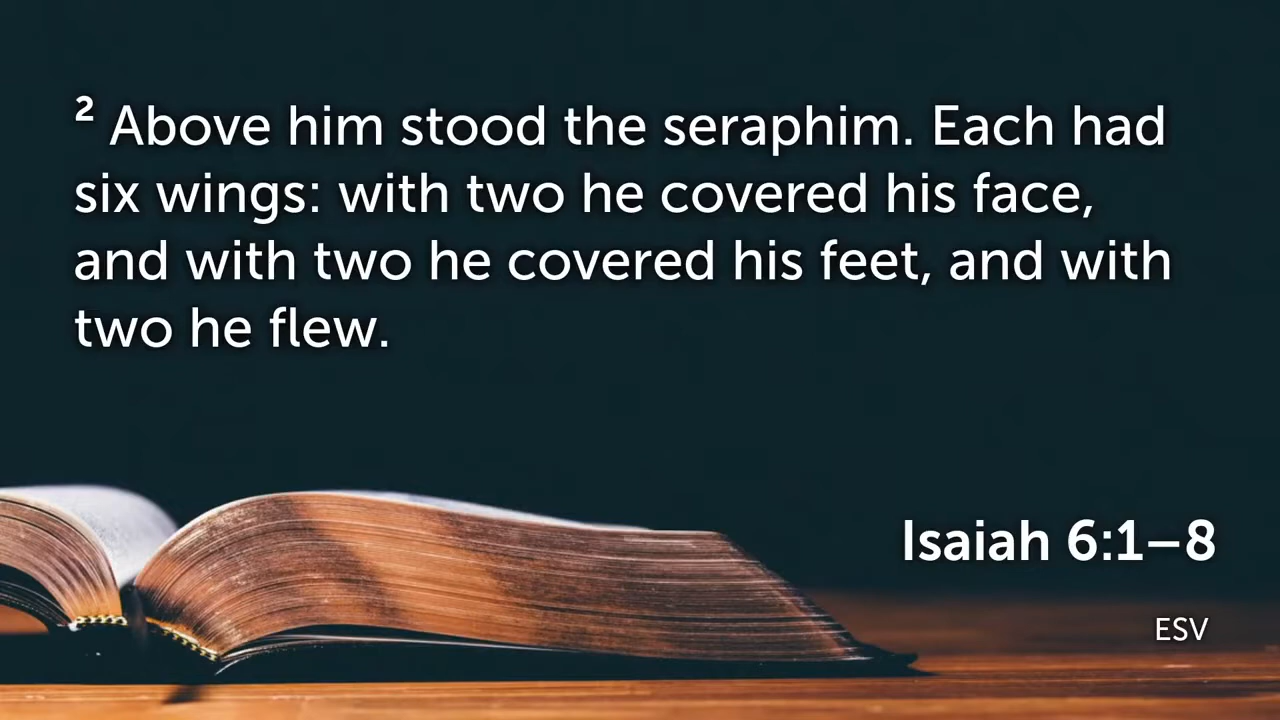 ² Above him stood the seraphim. Each had
six wings: with two he covered his face,
and with two he covered his feet, and with
two he flew.
Isaiah 6:1–8
ESV